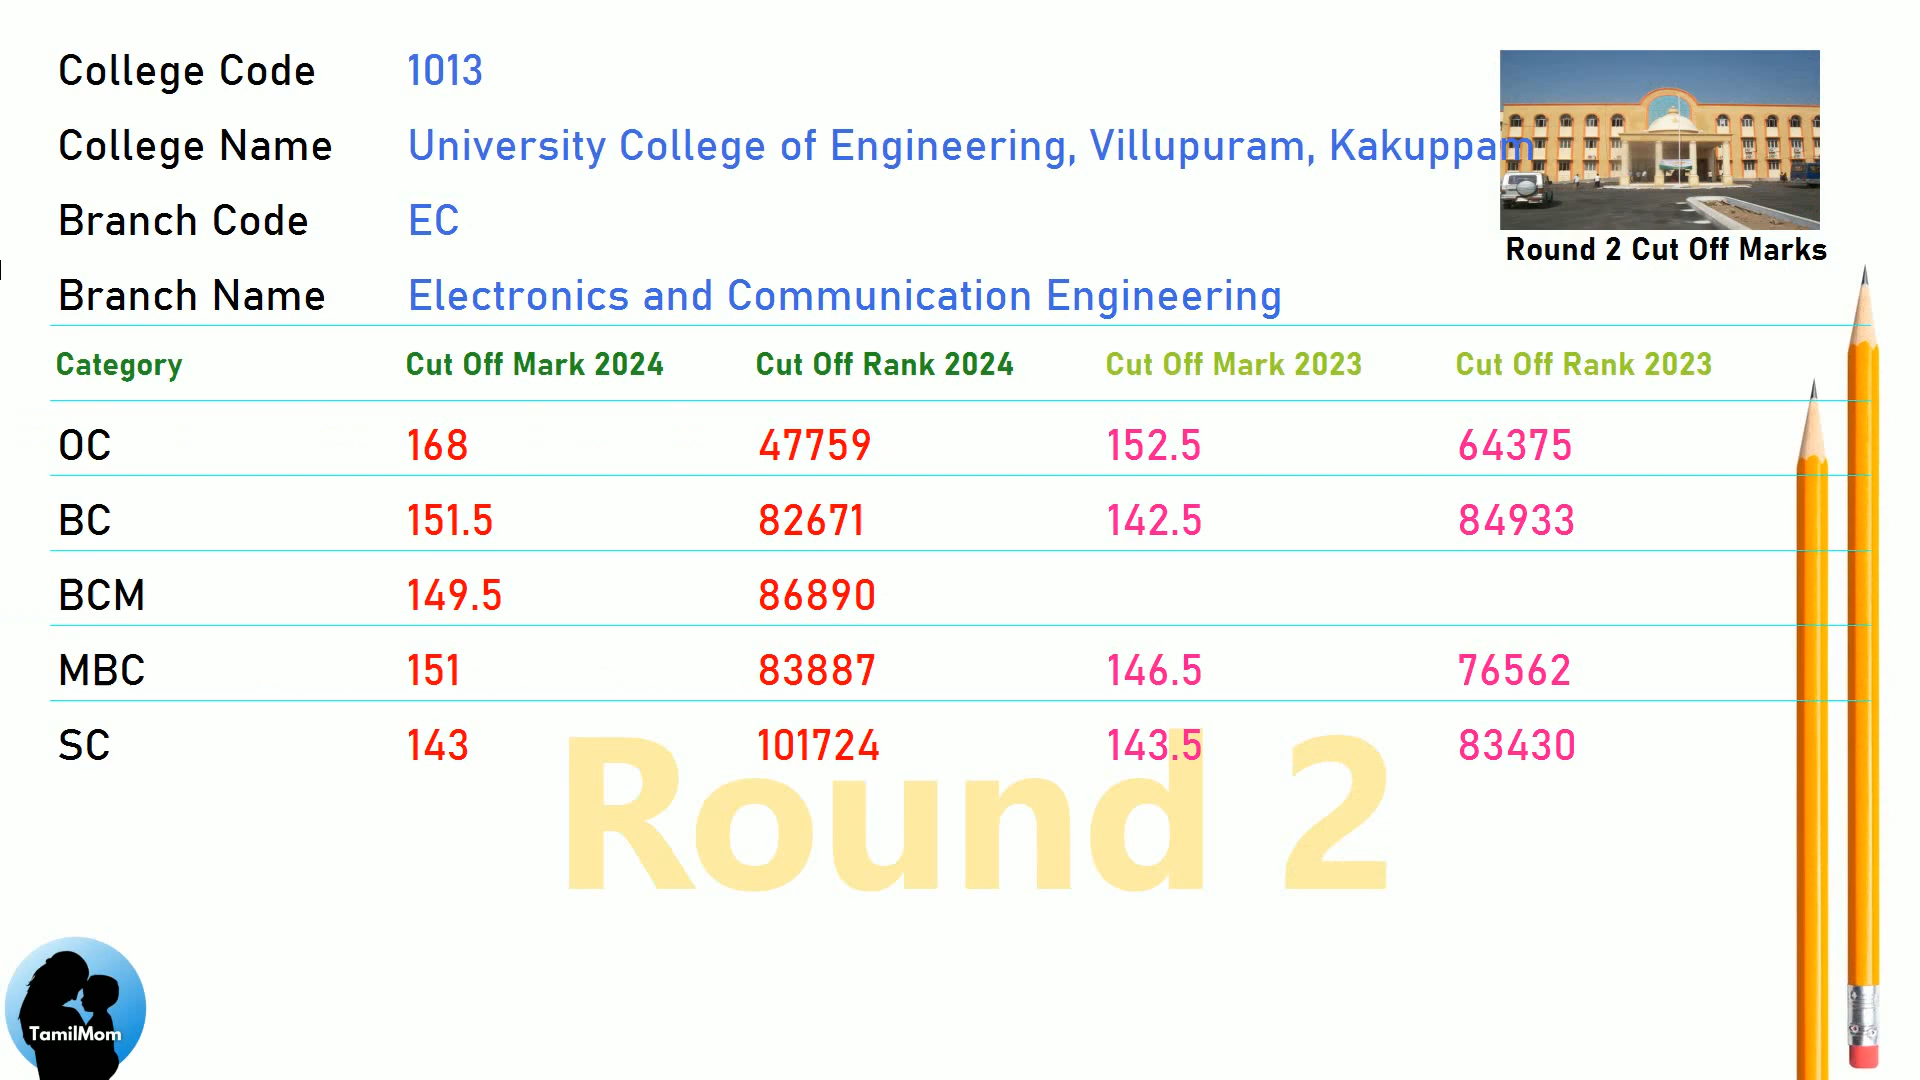 College Code 1013
College Name University College of Engineering, Villupuram, Kakuppam
Branch Code EC
Round 2 Cut Off Marks
Branch Name Electronics and Communication Engineering
Category Cut Off Mark 2024 Cut Off Rank 2024 Cut Off Mark 2023 Cut Off Rank 2023
OC 168 47759 152.5 64375
BC 151.5 82671 142.5 84933
BCM 149.5 86890
MBC 151 83887 146.5 76562
SC 143 101724 143.5 83430
Round 2
TamilMom